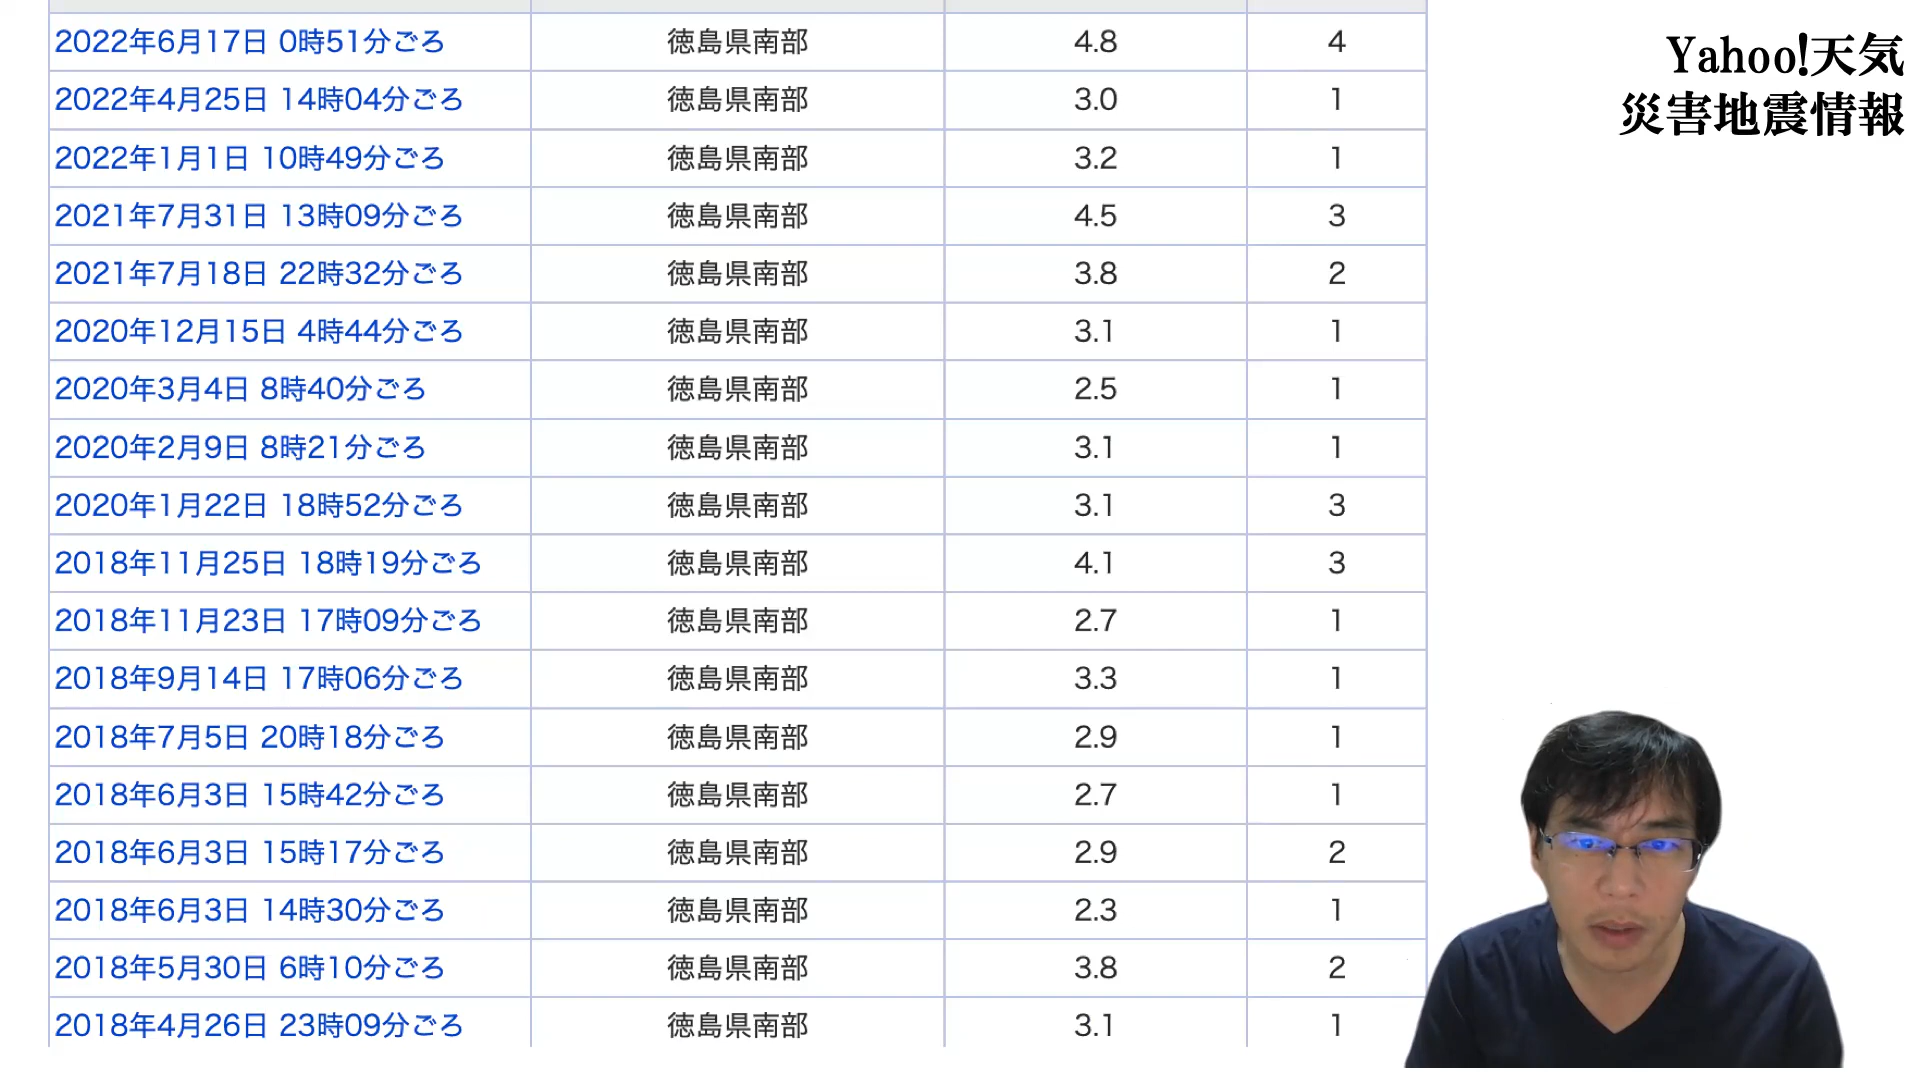 Yahoo!天気
災害地震情報
2022年6月17日 0時51分ごろ 徳島県南部 4.8 4
2022年4月25日 14時04分ごろ 徳島県南部 3.0 1
2022年1月1日 10時49分ごろ 徳島県南部 3.2 1
2021年7月31日 13時09分ごろ 徳島県南部 4.5 3
2021年7月18日 22時32分ごろ 徳島県南部 3.8 2
2020年12月15日 4時44分ごろ 徳島県南部 3.1 1
2020年3月4日 8時40分ごろ 徳島県南部 2.5 1
2020年2月9日 8時21分ごろ 徳島県南部 3.1 1
2020年1月22日 18時52分ごろ 徳島県南部 3.1 3
2018年11月25日 18時19分ごろ 徳島県南部 4.1 3
2018年11月23日 17時09分ごろ 徳島県南部 2.7 1
2018年9月14日 17時06分ごろ 徳島県南部 3.3 1
2018年7月5日 20時18分ごろ 徳島県南部 2.9 1
2018年6月3日 15時42分ごろ 徳島県南部 2.7 1
2018年6月3日 15時17分ごろ 徳島県南部 2.9 2
2018年6月3日 14時30分ごろ 徳島県南部 2.3 1
2018年5月30日 6時10分ごろ 徳島県南部 3.8 2
2018年4月26日 23時09分ごろ 徳島県南部 3.1 1